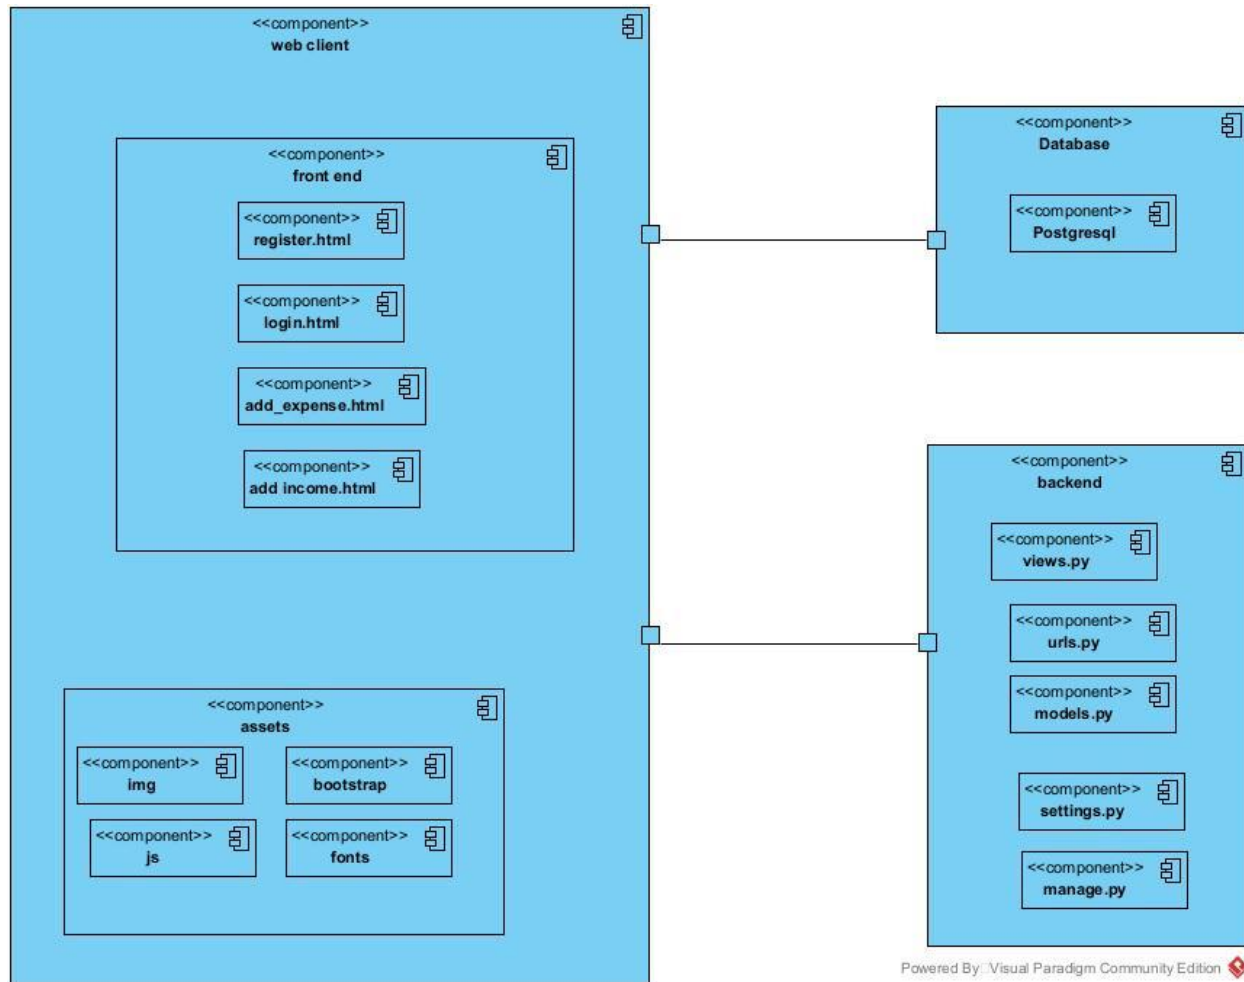 <<component>>
web client
<<component>>
front end
<<component>>
register.html
<<component>>
login.html
<<component>>
add_expense.html
<<component>>
add income.html
<<component>>
assets
<<component>>
img
<<component>>
bootstrap
<<component>>
js
<<component>>
fonts
<<component>>
Database
<<component>>
Postgresql
<<component>>
backend
<<component>>
views.py
<<component>>
urls.py
<<component>>
models.py
<<component>>
settings.py
<<component>>
manage.py
Powered By Visual Paradigm Community Edition